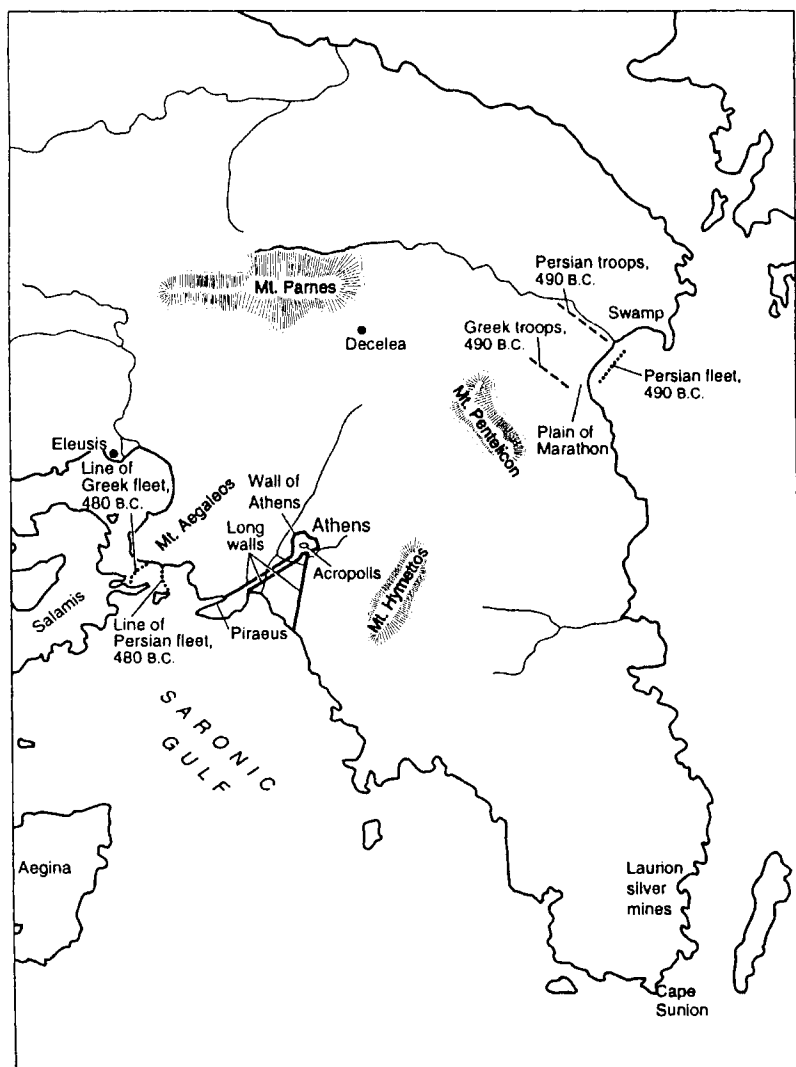 Persian troops,
490 B.C.
Swamp
Mt. Parnes
Greek troops,
490 B.C.
Decelea
Persian fleet,
490 B.C.
Mt. Pentelicon
Plain of
Marathon
Eleusis
Line of
Greek fleet,
480 B.C.
Mt. Aegaleos
Wall of
Athens
Long
walls
Athens
Acropolis
Mt. Hymettos
Salamis
Line of
Persian fleet,
480 B.C.
Piraeus
SARONIC
GULF
Aegina
Laurion
silver
mines
Cape
Sunion